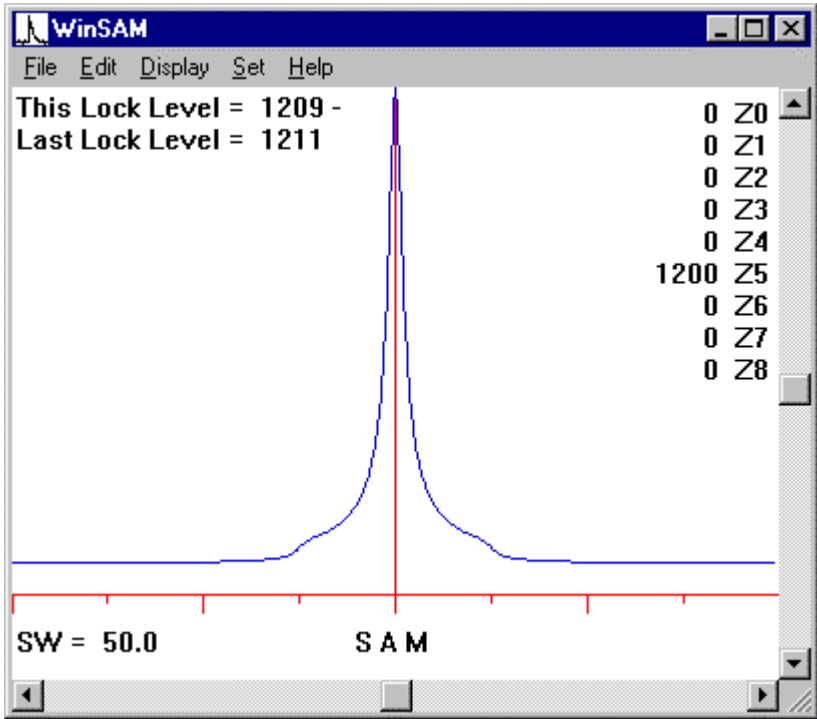 WinSAM
File Edit Display Set Help
This Lock Level = 1209 -
Last Lock Level = 1211
0 Z0
0 Z1
0 Z2
0 Z3
0 Z4
1200 Z5
0 Z6
0 Z7
0 Z8
SW = 50.0
S A M